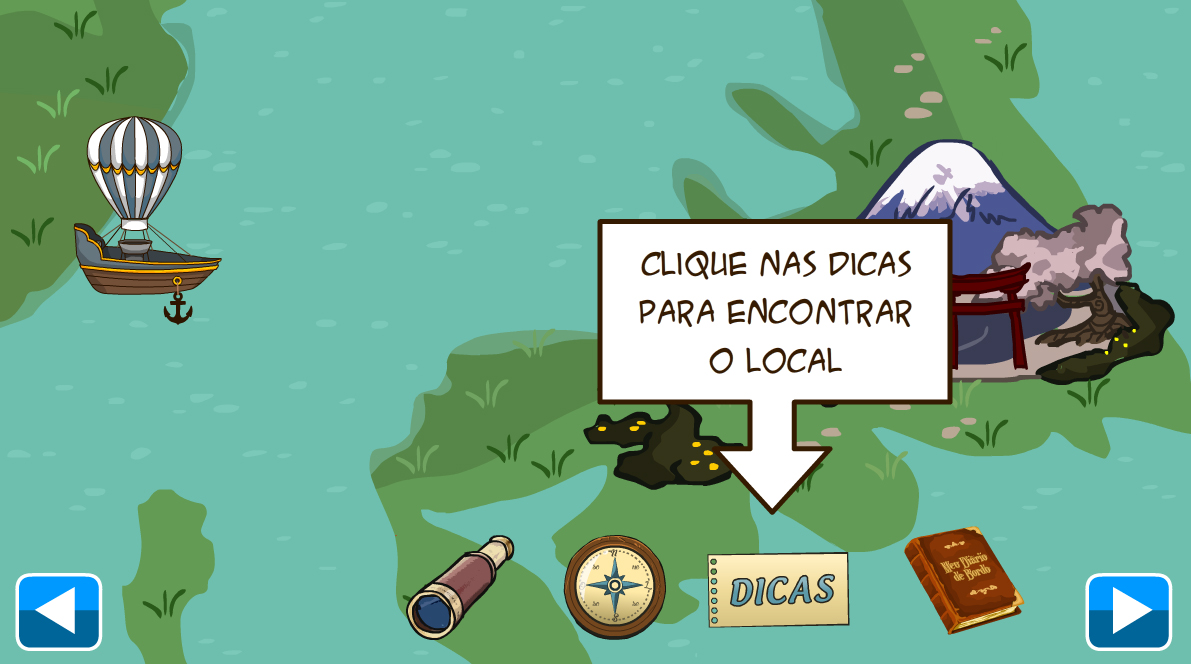 CLIQUE NAS DICAS
PARA ENCONTRAR
O LOCAL
DICAS
Meu Diário
de Bordo